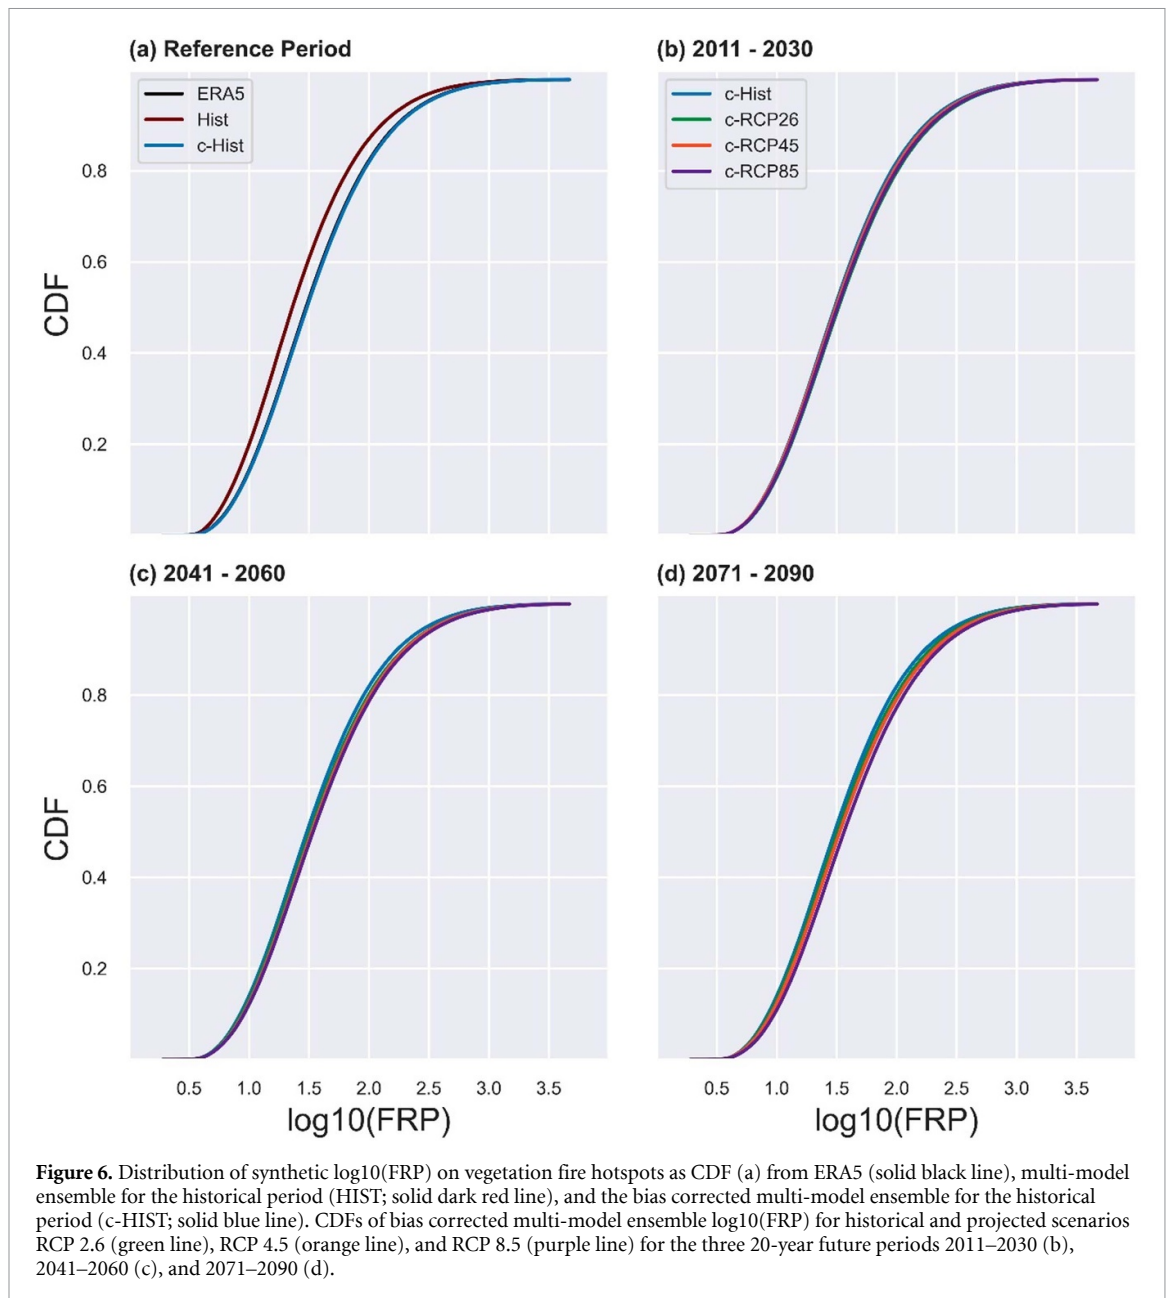 (a) Reference Period
ERA5
Hist
c-Hist
0.8
0.6
0.4
0.2
CDF
(b) 2011 - 2030
c-Hist
c-RCP26
c-RCP45
c-RCP85
(c) 2041 - 2060
0.8
0.6
0.4
0.2
CDF
0.5 1.0 1.5 2.0 2.5 3.0 3.5
log10(FRP)
(d) 2071 - 2090
0.5 1.0 1.5 2.0 2.5 3.0 3.5
log10(FRP)
Figure 6. Distribution of synthetic log10(FRP) on vegetation fire hotspots as CDF (a) from ERA5 (solid black line), multi-model
ensemble for the historical period (HIST; solid dark red line), and the bias corrected multi-model ensemble for the historical
period (c-HIST; solid blue line). CDFs of bias corrected multi-model ensemble log10(FRP) for historical and projected scenarios
RCP 2.6 (green line), RCP 4.5 (orange line), and RCP 8.5 (purple line) for the three 20-year future periods 2011–2030 (b),
2041–2060 (c), and 2071–2090 (d).